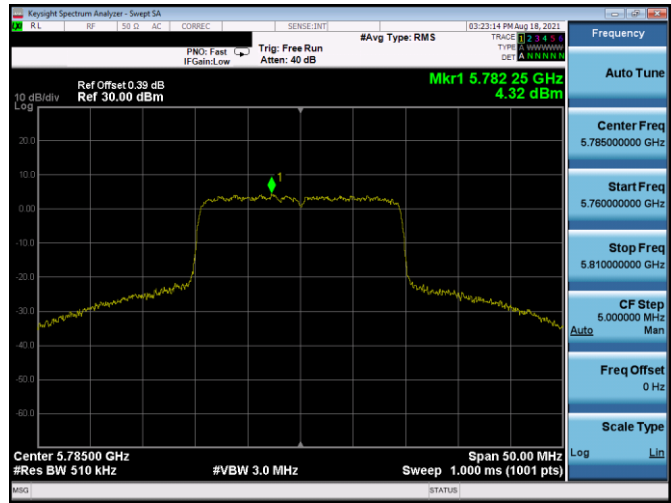 Keysight Spectrum Analyzer - Swept SA
RL RF 50 Ω AC CORREC SENSE:INT 03:23:14 PM Aug 18, 2021
#Avg Type: RMS TRACE 1 2 3 4 5 6
PNO: Fast Trig: Free Run TYPE A WWWWW
IFGain:Low Atten: 40 dB DET A N N N N N
Mkr1 5.782 25 GHz
4.32 dBm
Ref Offset 0.39 dB
10 dB/div Ref 30.00 dBm
Log
20.0
10.0
1
0.00
-10.0
-20.0
-30.0
-40.0
-50.0
-60.0
Center 5.78500 GHz Span 50.00 MHz
#Res BW 510 kHz #VBW 3.0 MHz Sweep 1.000 ms (1001 pts)
MSG STATUS
Frequency
Auto Tune
Center Freq
5.785000000 GHz
Start Freq
5.760000000 GHz
Stop Freq
5.810000000 GHz
CF Step
5.000000 MHz
Auto Man
Freq Offset
0 Hz
Scale Type
Log Lin